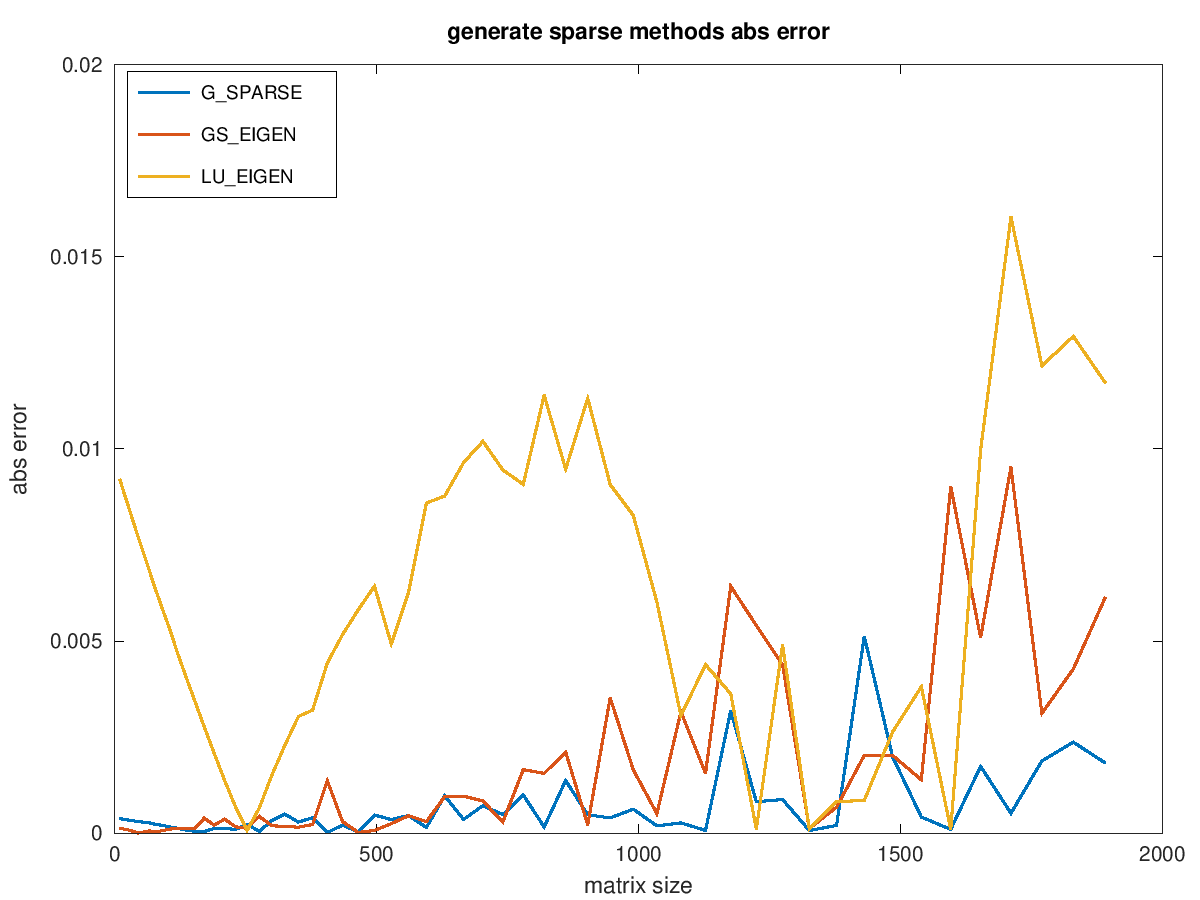 generate sparse methods abs error
0.02
G_SPARSE
GS_EIGEN
LU_EIGEN
0.015
0.01
abs error
0.005
0
0 500 1000 1500 2000
matrix size